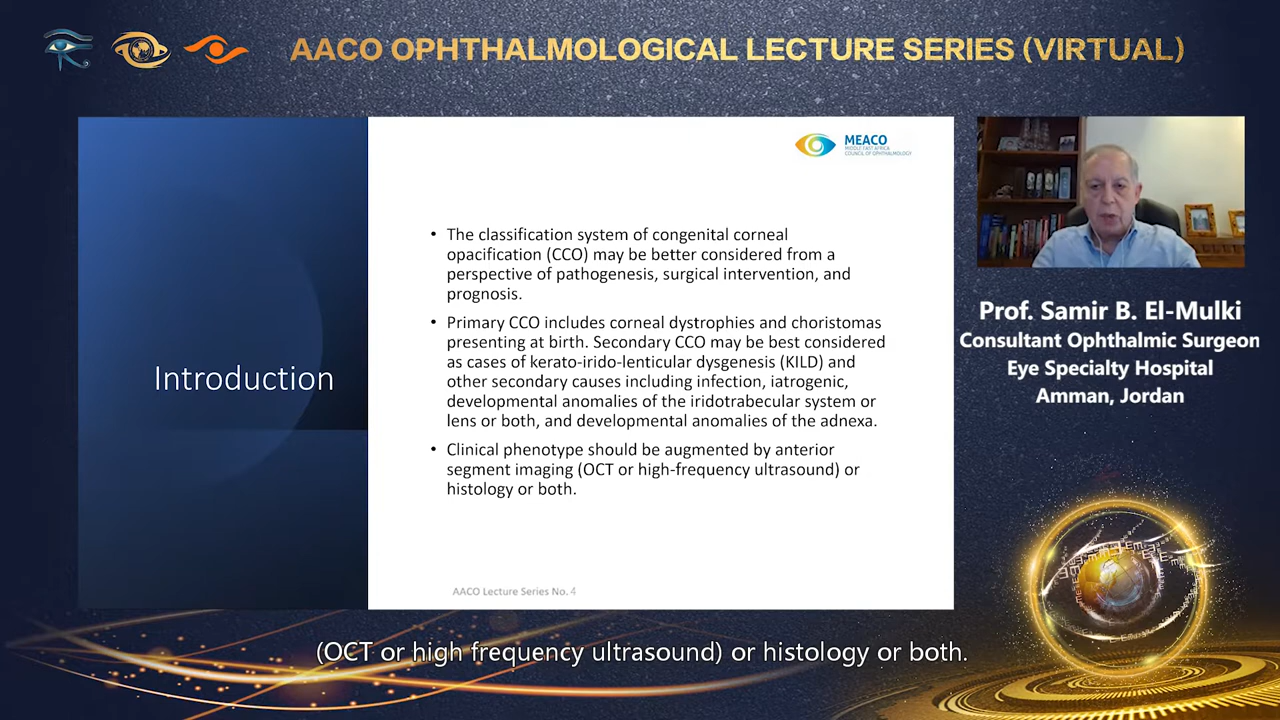 AACO OPHTHALMOLOGICAL LECTURE SERIES (VIRTUAL)
MEACO
MIDDLE EAST AFRICA
COUNCIL OF OPHTHALMOLOGY
Introduction
• The classification system of congenital corneal
opacification (CCO) may be better considered from a
perspective of pathogenesis, surgical intervention, and
prognosis.
• Primary CCO includes corneal dystrophies and choristomas
presenting at birth. Secondary CCO may be best considered
as cases of kerato-irido-lenticular dysgenesis (KILD) and
other secondary causes including infection, iatrogenic,
developmental anomalies of the iridotrabecular system or
lens or both, and developmental anomalies of the adnexa.
• Clinical phenotype should be augmented by anterior
segment imaging (OCT or high-frequency ultrasound) or
histology or both.
AACO Lecture Series No. 4
Prof. Samir B. El-Mulki
Consultant Ophthalmic Surgeon
Eye Specialty Hospital
Amman, Jordan
(OCT or high frequency ultrasound) or histology or both.